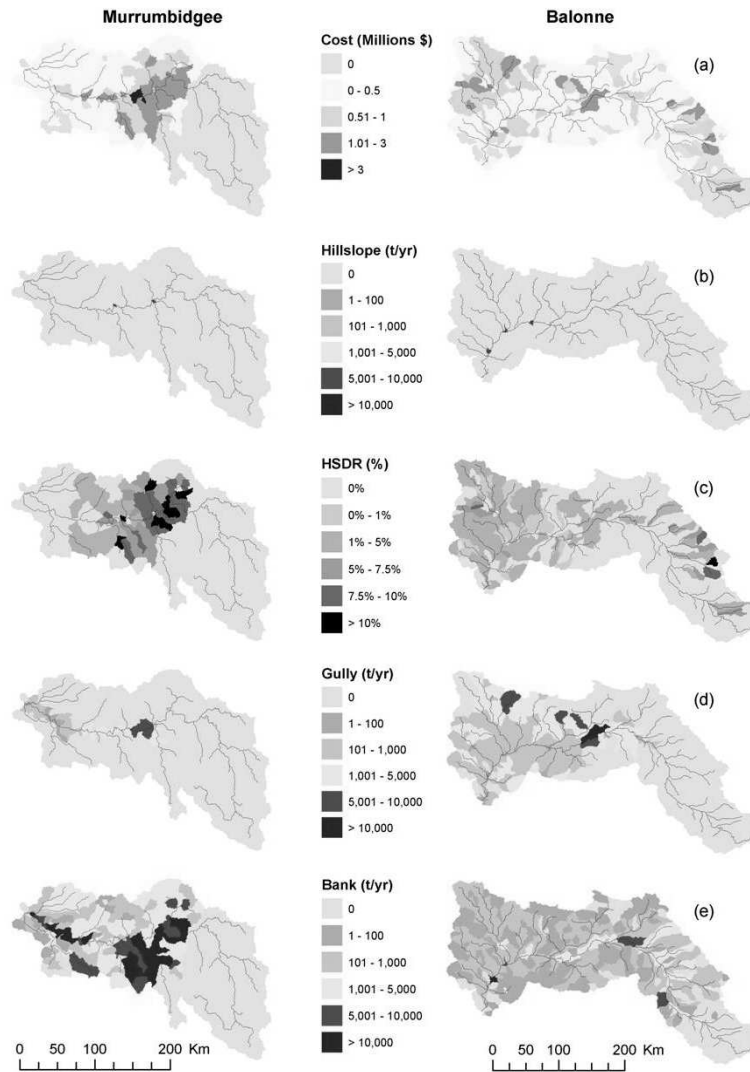 Murrumbidgee
Balonne
Cost (Millions $)
(a)
0
0 - 0.5
0.51 - 1
1.01 - 3
> 3
Hillslope (t/yr)
(b)
0
1 - 100
101 - 1,000
1,001 - 5,000
5,001 - 10,000
> 10,000
HSDR (%)
(c)
0%
0% - 1%
1% - 5%
5% - 7.5%
7.5% - 10%
> 10%
Gully (t/yr)
(d)
0
1 - 100
101 - 1,000
1,001 - 5,000
5,001 - 10,000
> 10,000
Bank (t/yr)
(e)
0
1 - 100
101 - 1,000
1,001 - 5,000
5,001 - 10,000
> 10,000
0 50 100 200 Km
0 50 100 200 Km